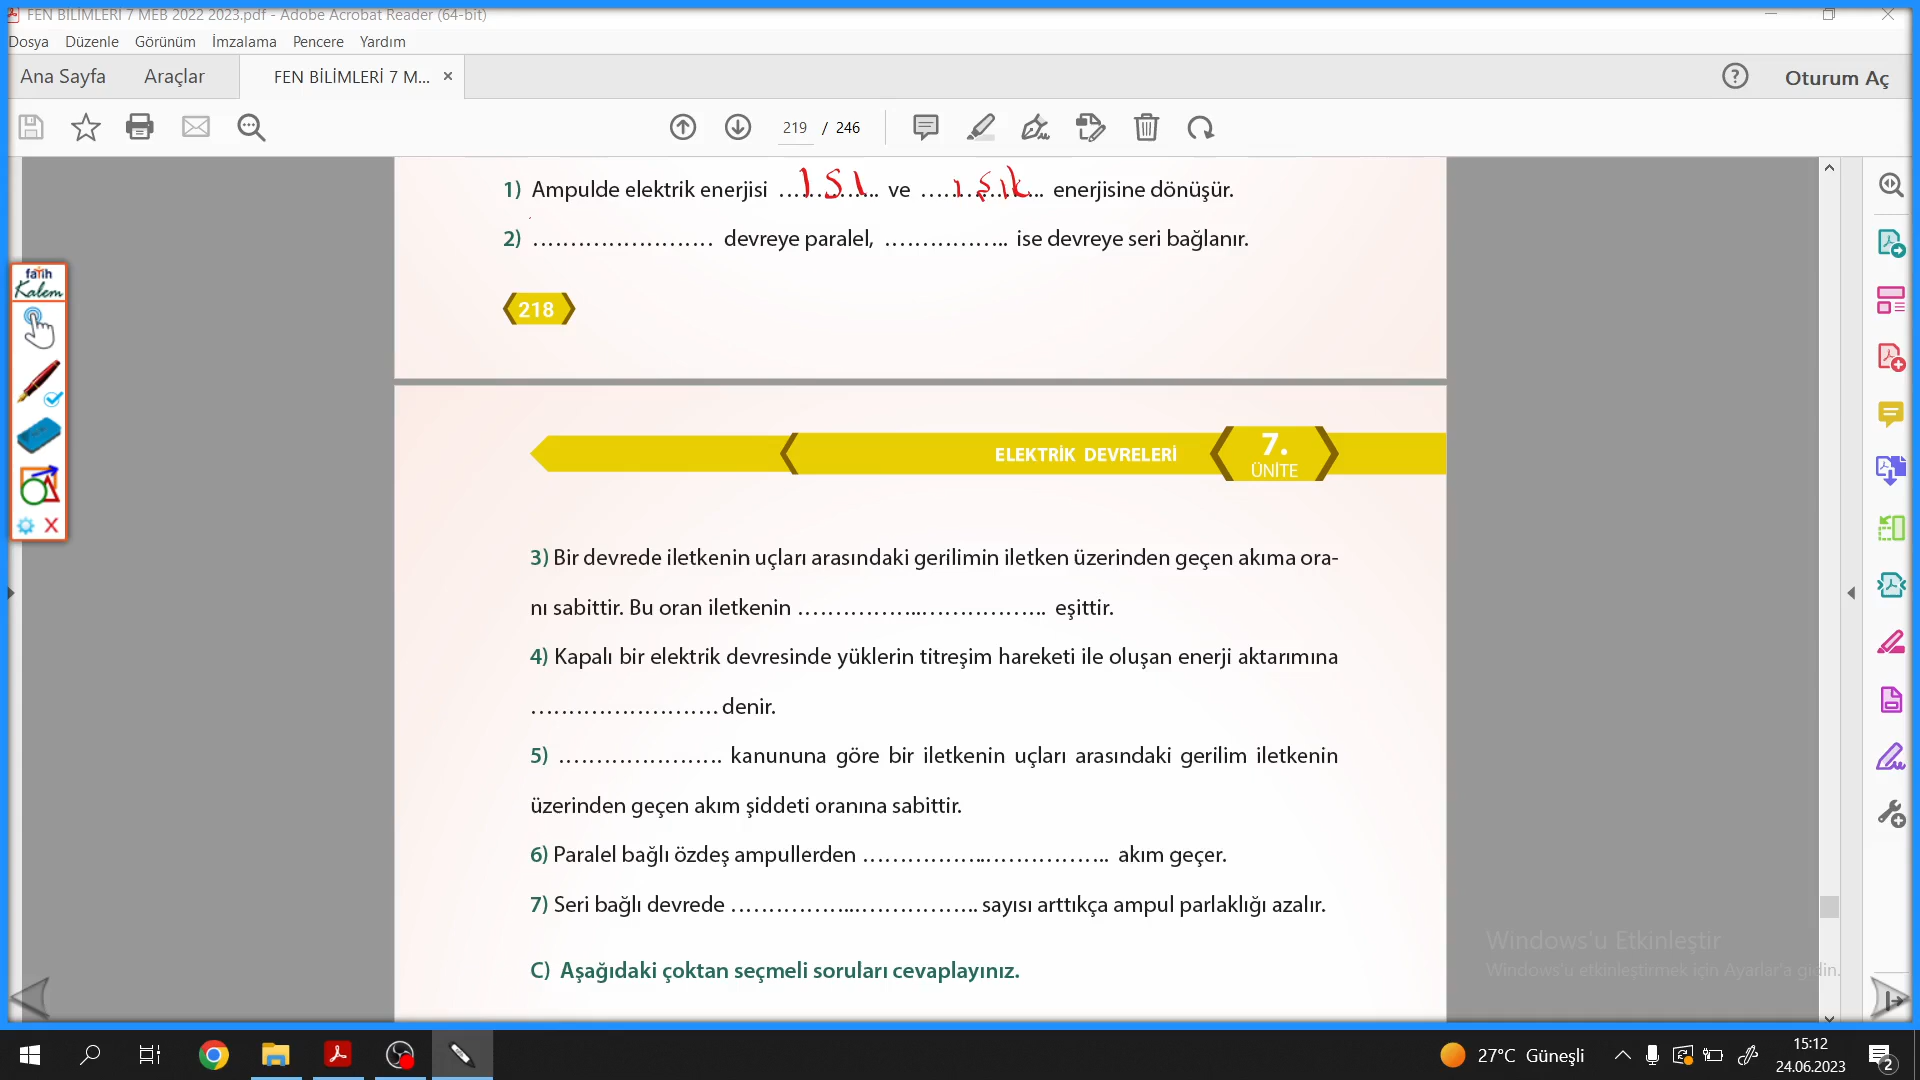 FEN BİLİMLERİ 7 MEB 2022 2023.pdf - Adobe Acrobat Reader (64-bit)
Dosya Düzenle Görünüm İmzalama Pencere Yardım
Ana Sayfa Araçlar FEN BİLİMLERİ 7 M... × Oturum Aç
219 / 246
1) Ampulde elektrik enerjisi ....ısı.... ve ....ışık.... enerjisine dönüşür.
2) ........................ devreye paralel, ................. ise devreye seri bağlanır.
fatih
Kalem
218
ELEKTRİK DEVRELERİ 7.
ÜNİTE
3) Bir devrede iletkenin uçları arasındaki gerilimin iletken üzerinden geçen akıma ora-
nı sabittir. Bu oran iletkenin ................................. eşittir.
4) Kapalı bir elektrik devresinde yüklerin titreşim hareketi ile oluşan enerji aktarımına
......................... denir.
5) ...................... kanununa göre bir iletkenin uçları arasındaki gerilim iletkenin
üzerinden geçen akım şiddeti oranına sabittir.
6) Paralel bağlı özdeş ampullerden ................................. akım geçer.
7) Seri bağlı devrede ................................. sayısı arttıkça ampul parlaklığı azalır.
C) Aşağıdaki çoktan seçmeli soruları cevaplayınız.
Windows'u Etkinleştir
Windows'u etkinleştirmek için Ayarlar'a gidin.
27°C Güneşli
15:12
24.06.2023
2